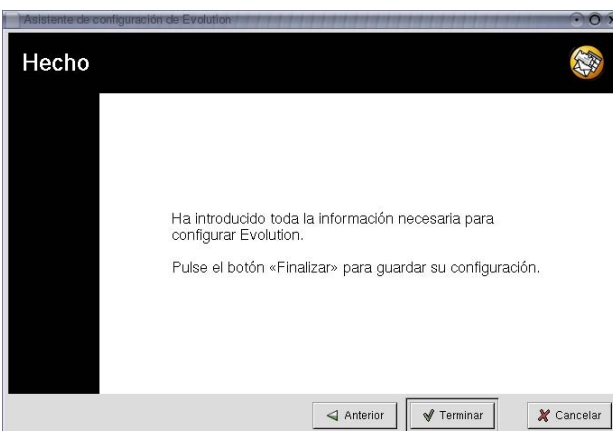 Asistente de configuración de Evolution
Hecho
Ha introducido toda la información necesaria para
configurar Evolution.
Pulse el botón «Finalizar» para guardar su configuración.
Anterior
Terminar
Cancelar